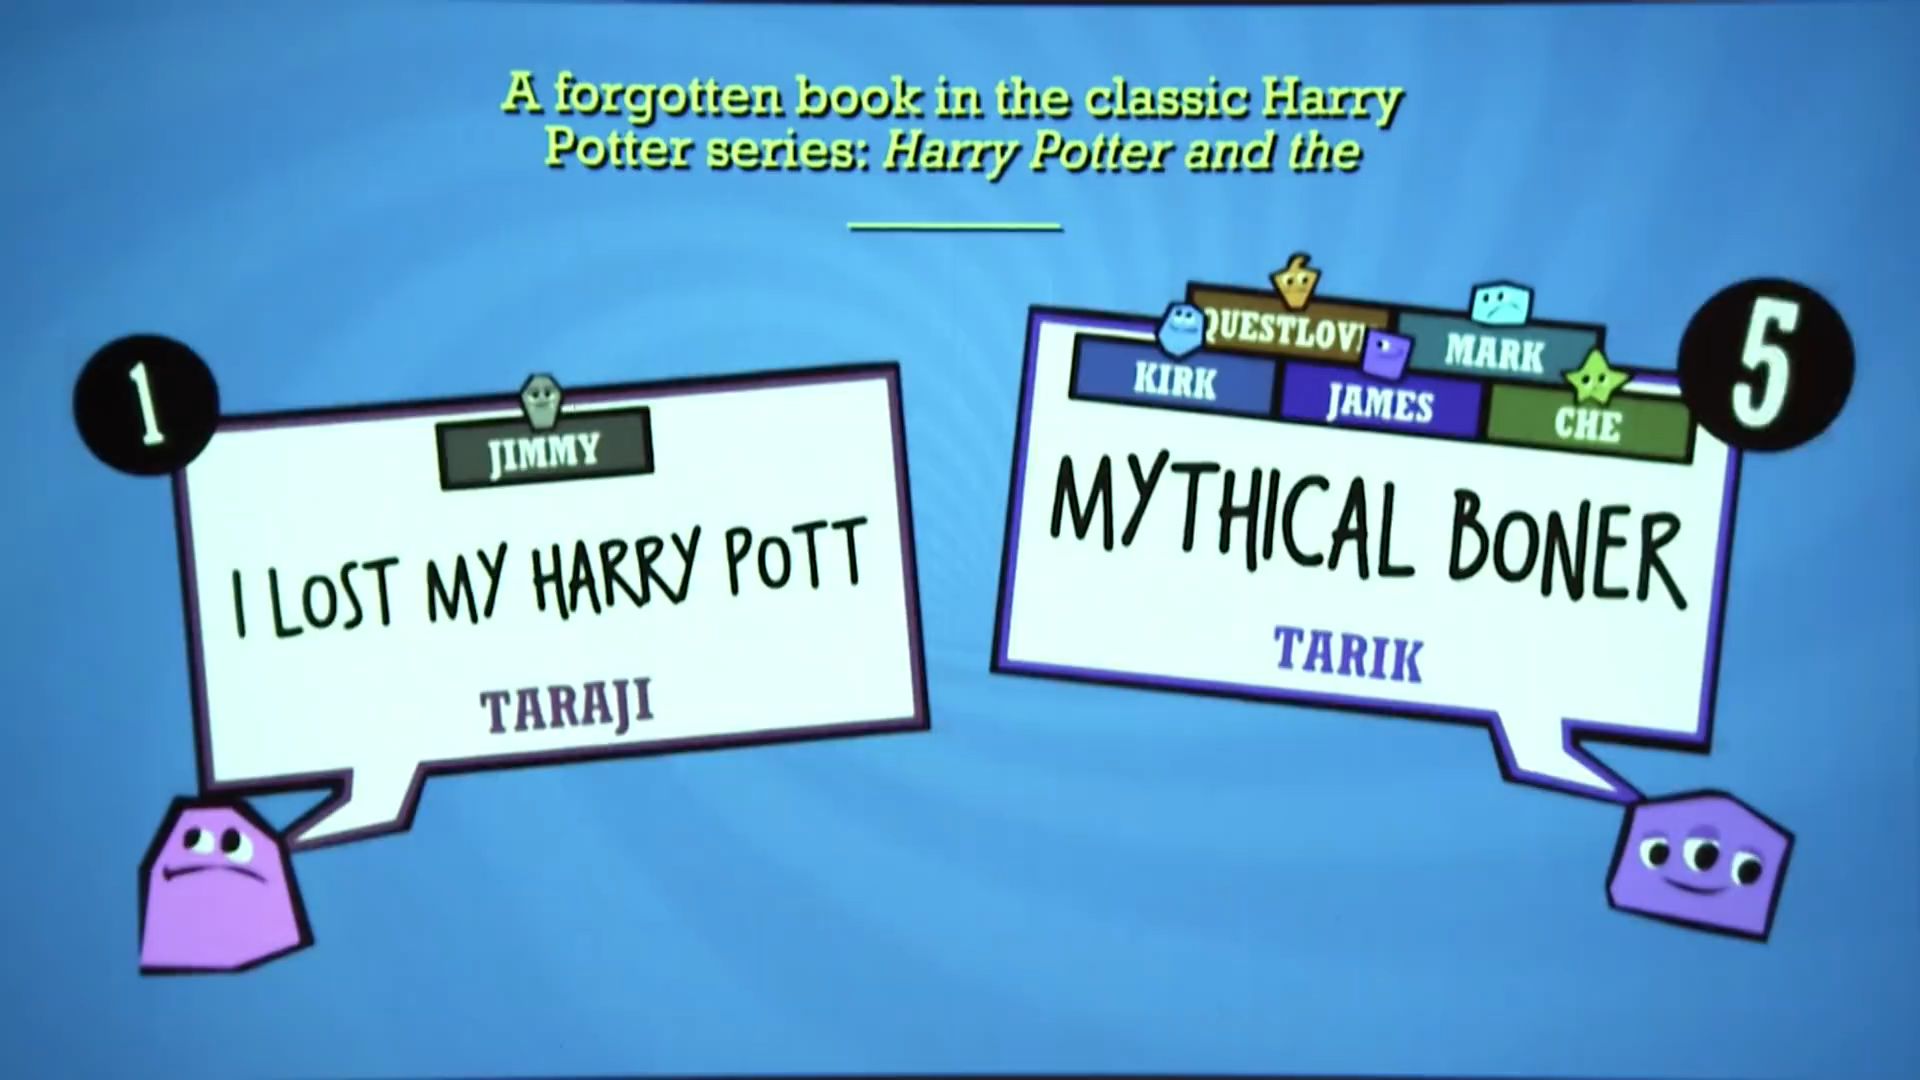 A forgotten book in the classic Harry
Potter series: Harry Potter and the
1
JIMMY
I LOST MY HARRY POTT
TARAJI
5
QUESTLOV
MARK
KIRK
JAMES
CHE
MYTHICAL BONER
TARIK